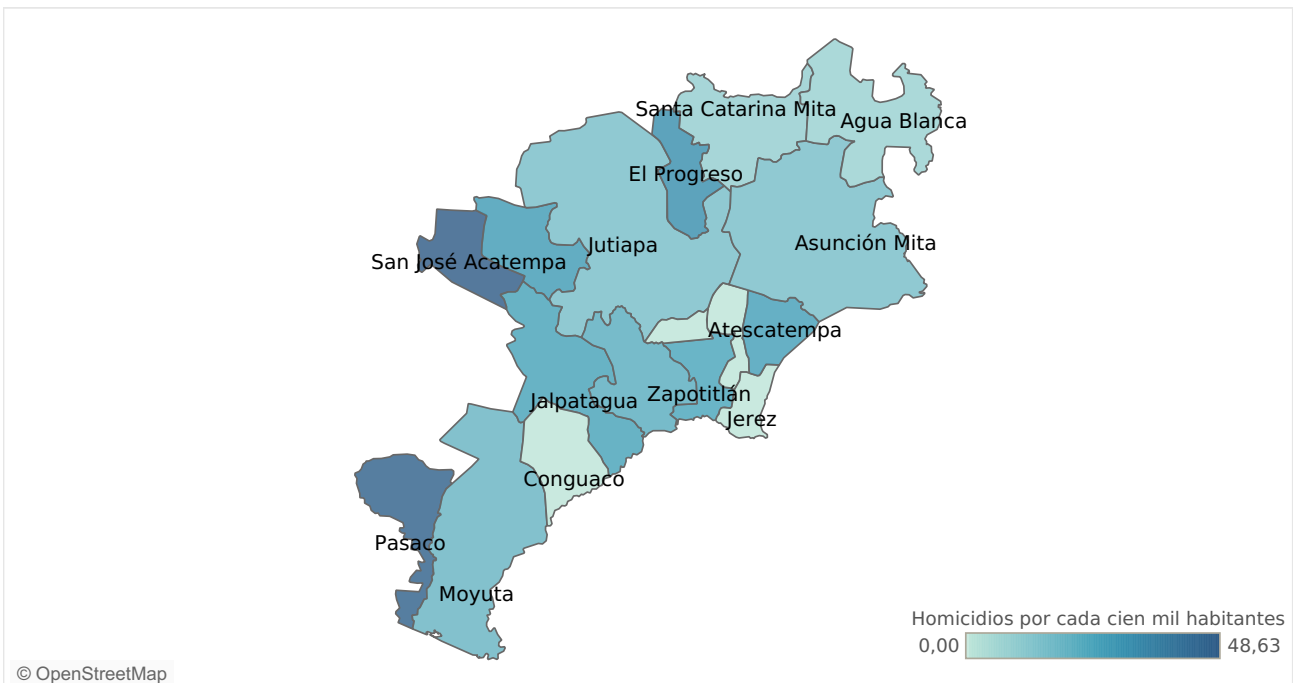 Santa Catarina Mita
Agua Blanca
El Progreso
Asunción Mita
Jutiapa
San José Acatempa
Atescatempa
Zapotitlán
Jalpatagua
Jerez
Conguaco
Pasaco
Moyuta
Homicidios por cada cien mil habitantes
0,00 48,63
© OpenStreetMap